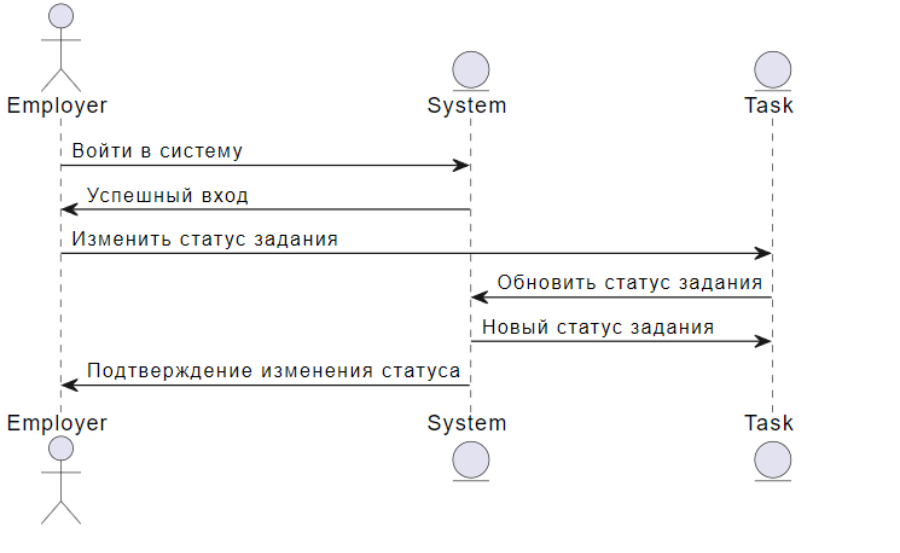 Employer
System
Task
Войти в систему
Успешный вход
Изменить статус задания
Обновить статус задания
Новый статус задания
Подтверждение изменения статуса
Employer
System
Task